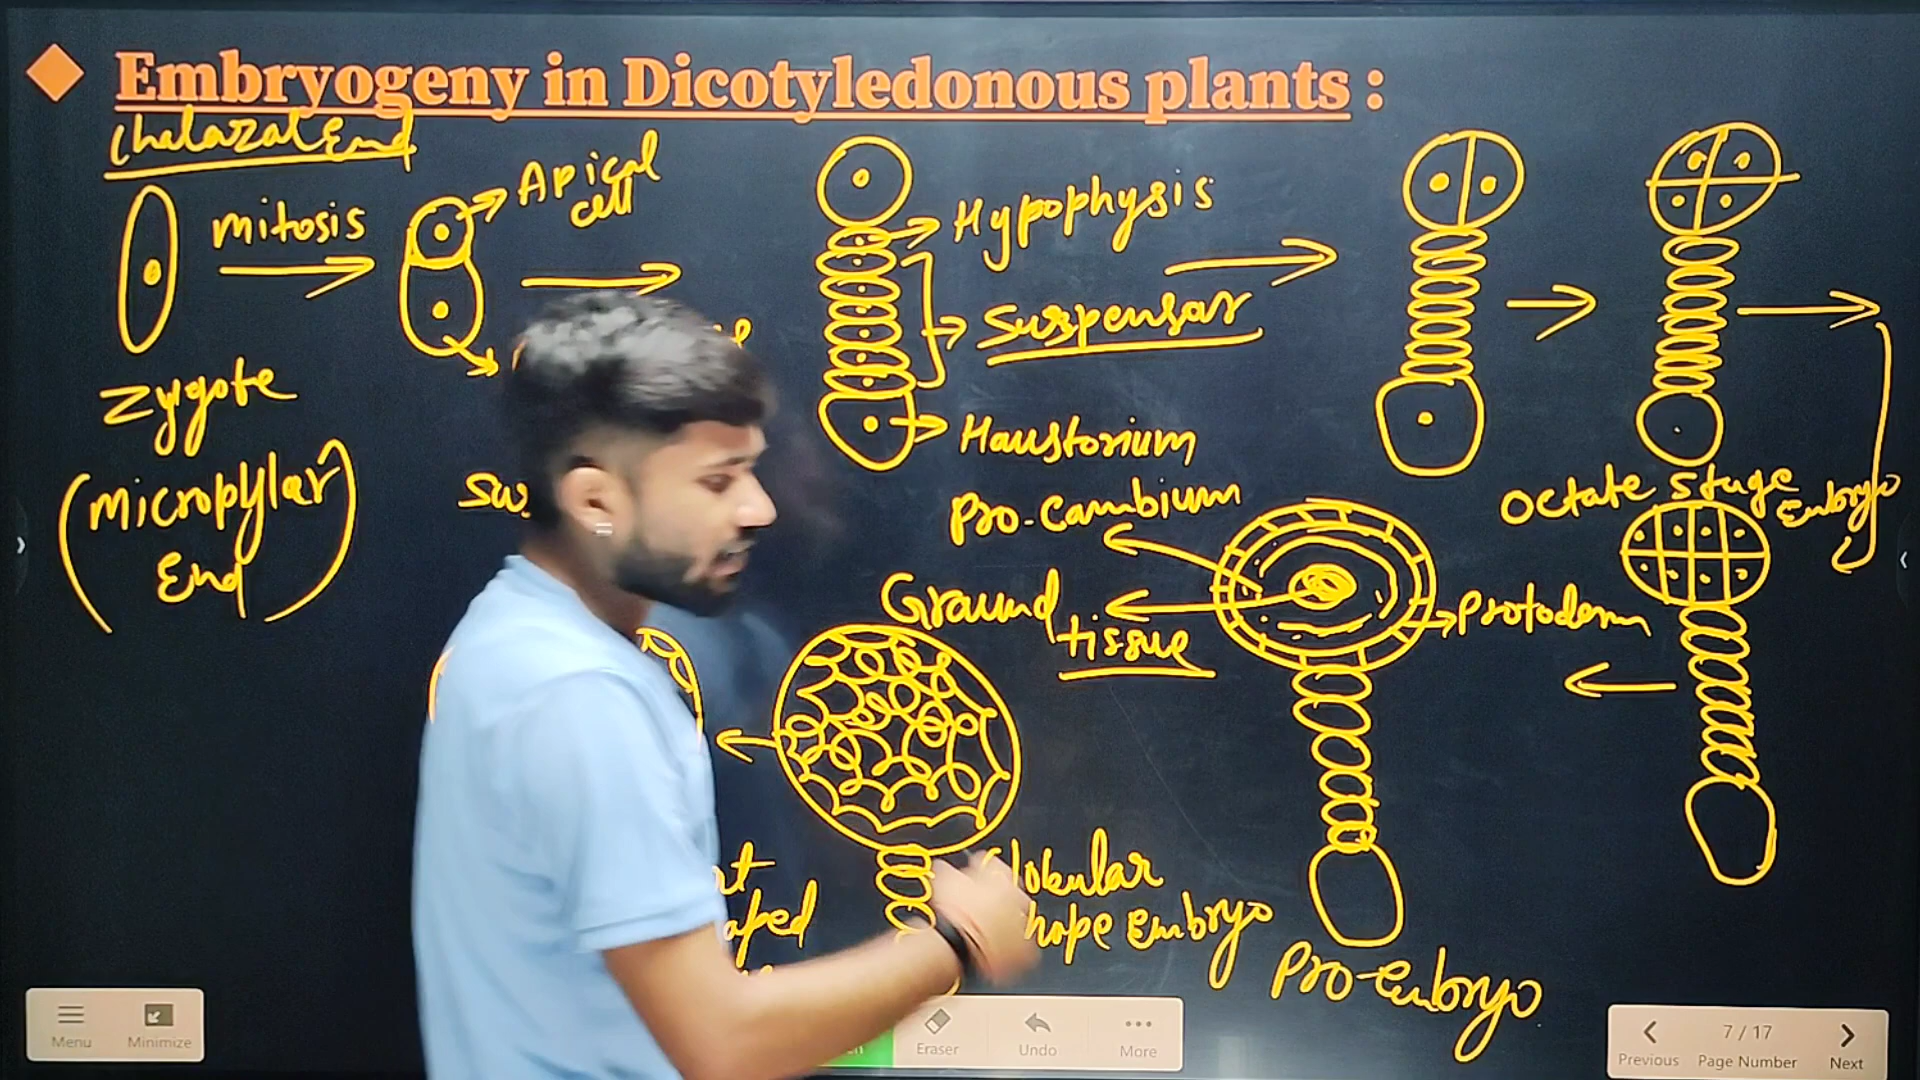 Embryogeny in Dicotyledonous plants :
Chalazal End
Apical
cell
mitosis
Hypophysis
Suspensor
Zygote
Haustorium
(Micropylar
End)
Pro-Cambium
Octate stage
Embryo
Ground
tissue
Protoderm
Globular
Embryo
Pro-Embryo
Menu
Minimize
Eraser
Undo
More
Previous
7 / 17
Page Number
Next